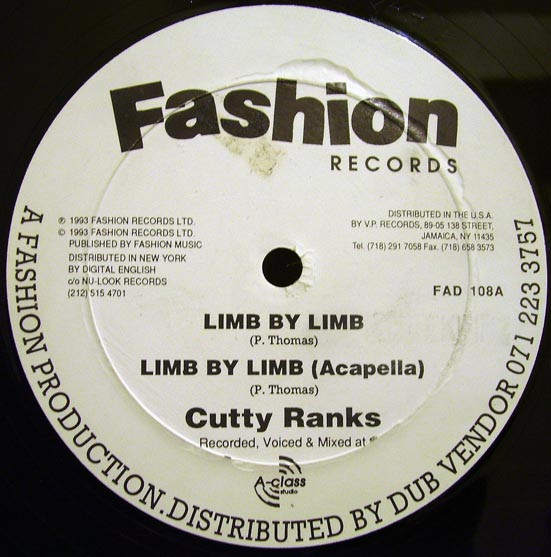 Fashion
RECORDS
℗ 1993 FASHION RECORDS LTD.
© 1993 FASHION RECORDS LTD.
PUBLISHED BY FASHION MUSIC
DISTRIBUTED IN NEW YORK
BY DIGITAL ENGLISH
c/o NU-LOOK RECORDS
(212) 515 4701
DISTRIBUTED IN THE U.S.A.
BY V.P. RECORDS, 89-05 138 STREET,
JAMAICA, NY 11435
Tel. (718) 291 7058 Fax. (718) 658 3573
FAD 108A
LIMB BY LIMB
(P. Thomas)
LIMB BY LIMB (Acapella)
(P. Thomas)
Cutty Ranks
Recorded, Voiced & Mixed at
A-class
studio
A FASHION PRODUCTION. DISTRIBUTED BY DUB VENDOR 071 223 3757